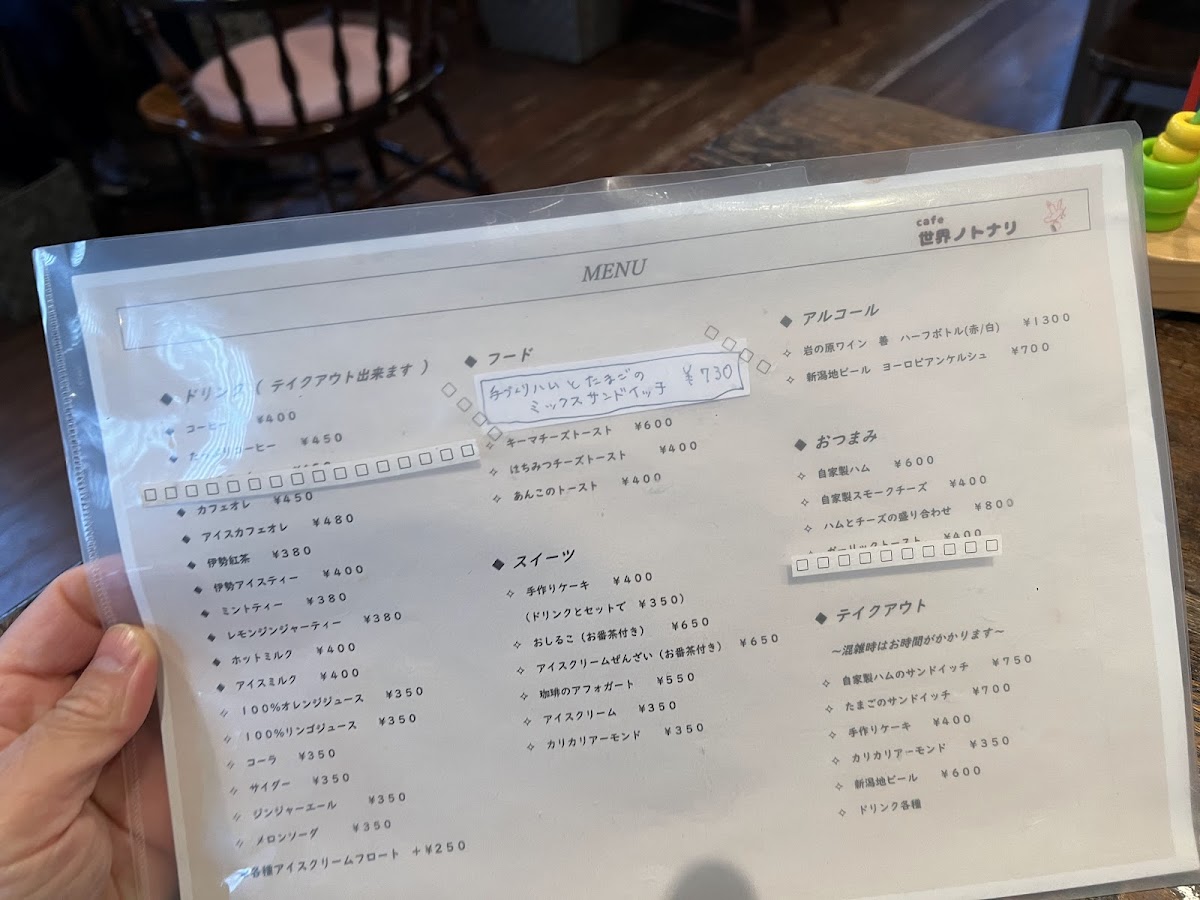 cafe
世界ノトナリ
MENU
◆ ドリンク ( テイクアウト出来ます )
◆ コーヒー ￥400
◆ たっぷりコーヒー ￥450
◆ カフェオレ ￥450
◆ アイスカフェオレ ￥480
◆ 伊勢紅茶 ￥380
◆ 伊勢アイスティー ￥400
◆ ミントティー ￥380
◆ レモンジンジャーティー ￥380
◆ ホットミルク ￥400
◆ アイスミルク ￥400
100%オレンジジュース ￥350
100%リンゴジュース ￥350
コーラ ￥350
サイダー ￥350
ジンジャーエール ￥350
メロンソーダ ￥350
各種アイスクリームフロート +￥250
◆ フード
手づくりハムとたまごの
ミックスサンドイッチ ￥730
✧ キーマチーズトースト ￥600
✧ はちみつチーズトースト ￥400
✧ あんこのトースト ￥400
◆ スイーツ
✧ 手作りケーキ ￥400
(ドリンクとセットで ￥350)
✧ おしるこ (お番茶付き) ￥650
✧ アイスクリームぜんざい (お番茶付き) ￥650
✧ 珈琲のアフォガート ￥550
✧ アイスクリーム ￥350
✧ カリカリアーモンド ￥350
◆ アルコール
✧ 岩の原ワイン 善 ハーフボトル(赤/白) ￥1300
✧ 新潟地ビール ヨーロピアンケルシュ ￥700
◆ おつまみ
✧ 自家製ハム ￥600
✧ 自家製スモークチーズ ￥400
✧ ハムとチーズの盛り合わせ ￥800
✧ ガーリックトースト ￥400
◆ テイクアウト
~混雑時はお時間がかかります~
✧ 自家製ハムのサンドイッチ ￥750
✧ たまごのサンドイッチ ￥700
✧ 手作りケーキ ￥400
✧ カリカリアーモンド ￥350
✧ 新潟地ビール ￥600
✧ ドリンク各種